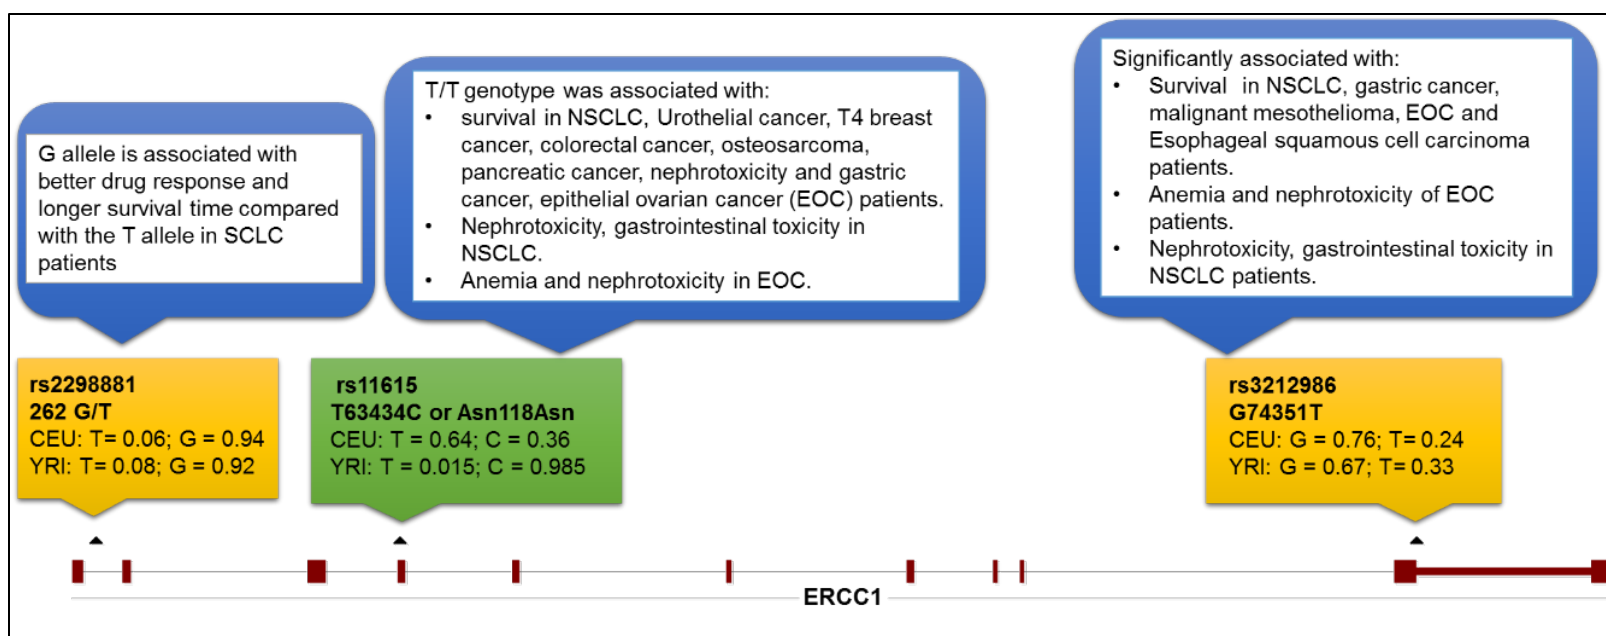 G allele is associated with
better drug response and
longer survival time compared
with the T allele in SCLC
patients
T/T genotype was associated with:
• survival in NSCLC, Urothelial cancer, T4 breast
cancer, colorectal cancer, osteosarcoma,
pancreatic cancer, nephrotoxicity and gastric
cancer, epithelial ovarian cancer (EOC) patients.
• Nephrotoxicity, gastrointestinal toxicity in
NSCLC.
• Anemia and nephrotoxicity in EOC.
Significantly associated with:
• Survival in NSCLC, gastric cancer,
malignant mesothelioma, EOC and
Esophageal squamous cell carcinoma
patients.
• Anemia and nephrotoxicity of EOC
patients.
• Nephrotoxicity, gastrointestinal toxicity in
NSCLC patients.
rs2298881
262 G/T
CEU: T= 0.06; G = 0.94
YRI: T= 0.08; G = 0.92
rs11615
T63434C or Asn118Asn
CEU: T = 0.64; C = 0.36
YRI: T = 0.015; C = 0.985
rs3212986
G74351T
CEU: G = 0.76; T= 0.24
YRI: G = 0.67; T= 0.33
ERCC1